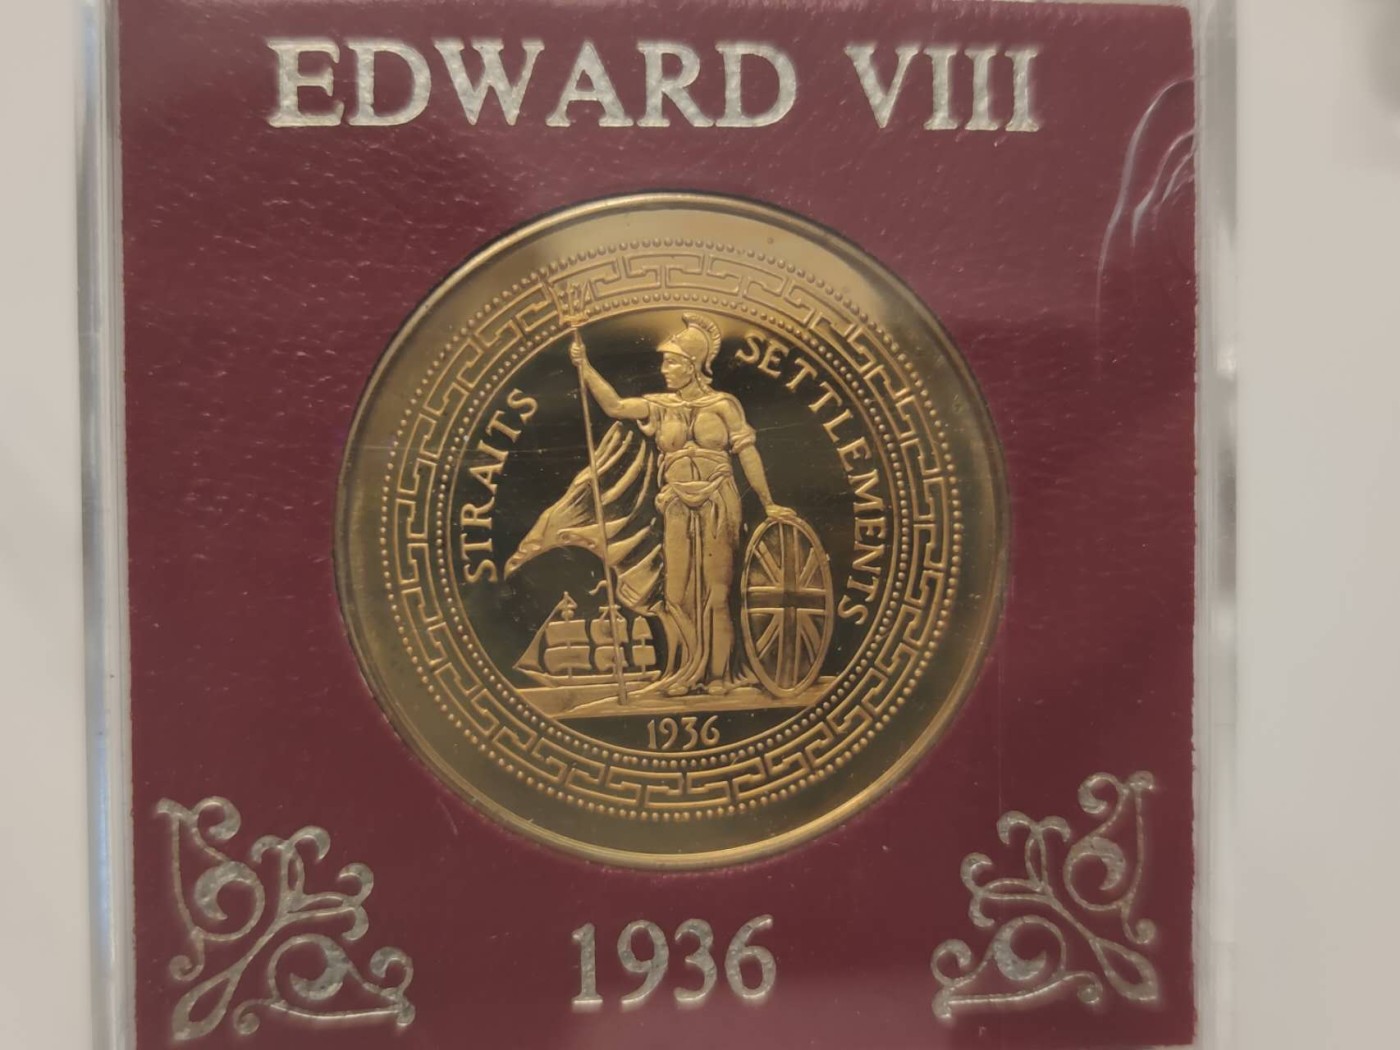 EDWARD VIII
STRAITS SETTLEMENTS
1936
1936